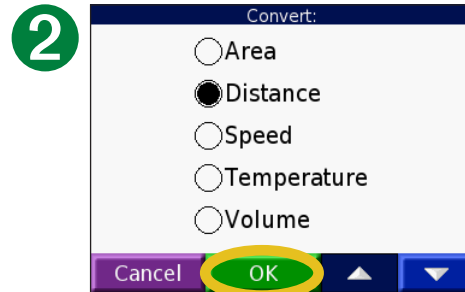 2
Convert:
Area
Distance
Speed
Temperature
Volume
Cancel OK